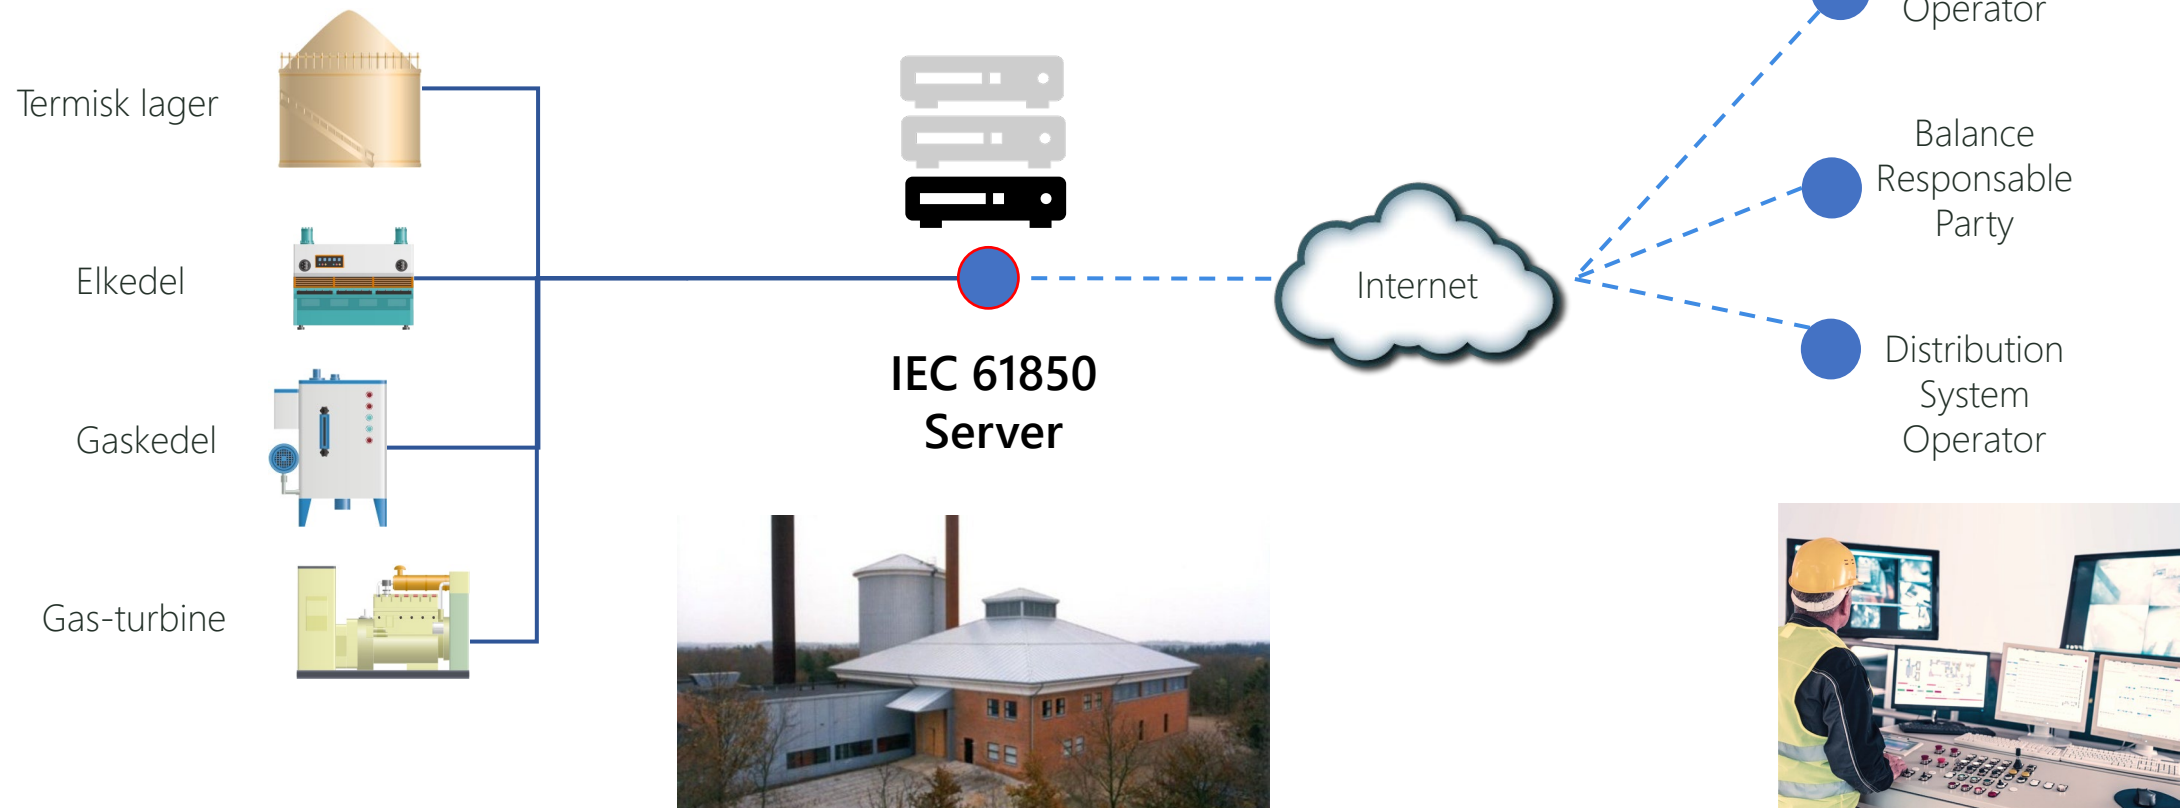 Operator
Termisk lager
Balance
Responsable
Party
Elkedel
Internet
IEC 61850
Server
Distribution
System
Operator
Gaskedel
Gas-turbine